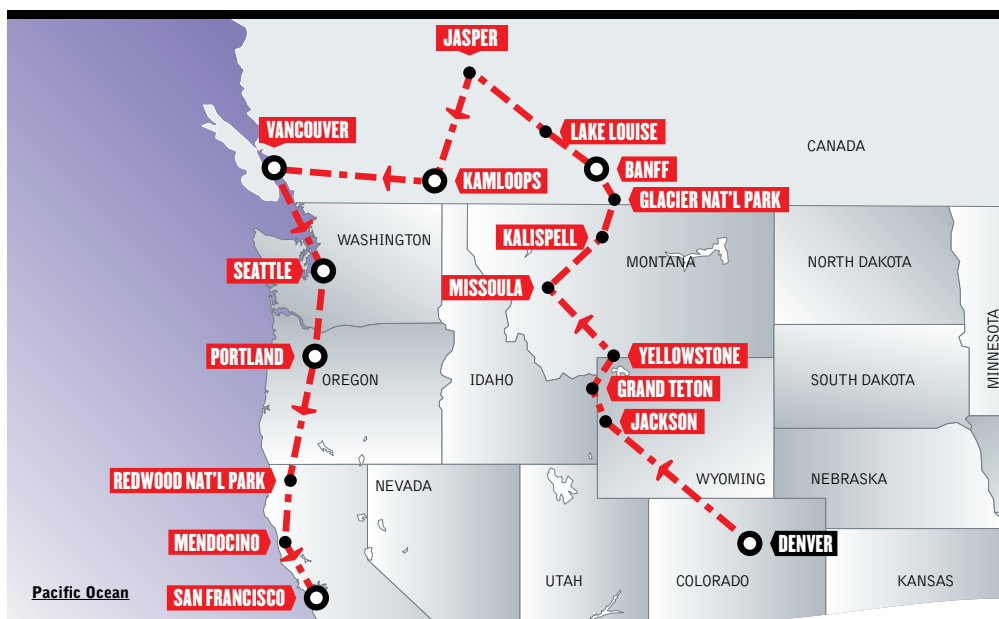 JASPER
VANCOUVER
LAKE LOUISE
CANADA
BANFF
KAMLOOPS
GLACIER NAT'L PARK
WASHINGTON
KALISPELL
MONTANA
NORTH DAKOTA
SEATTLE
MISSOULA
MINNESOTA
PORTLAND
YELLOWSTONE
OREGON
IDAHO
SOUTH DAKOTA
GRAND TETON
JACKSON
REDWOOD NAT'L PARK
NEVADA
WYOMING
NEBRASKA
MENDOCINO
DENVER
UTAH
COLORADO
KANSAS
Pacific Ocean
SAN FRANCISCO